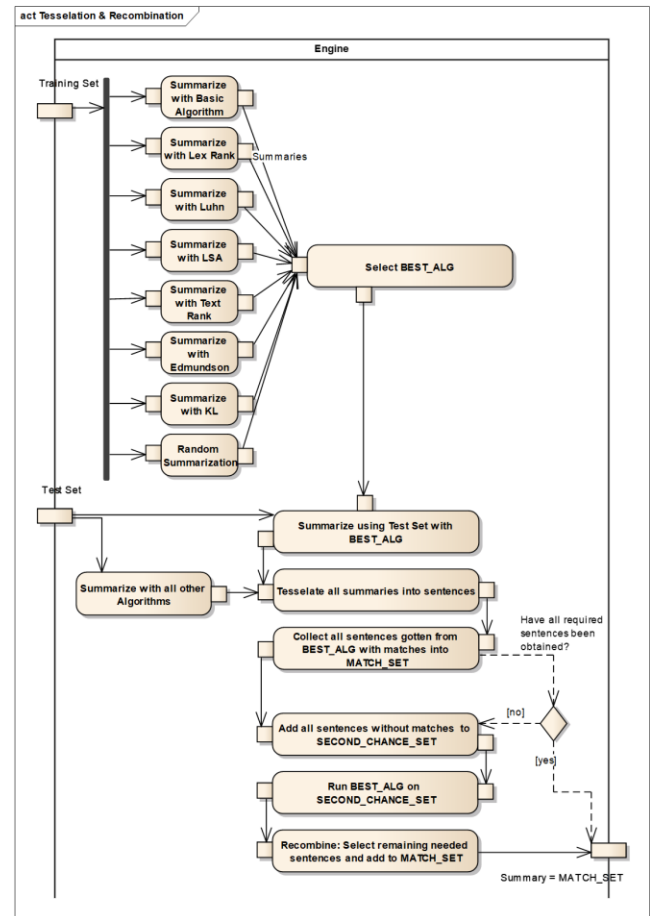 act Tesselation & Recombination
Engine
Training Set
Summarize
with Basic
Algorithm
Summarize
with Lex Rank
Summaries
Summarize
with Luhn
Summarize
with LSA
Select BEST_ALG
Summarize
with Text
Rank
Summarize
with
Edmundson
Summarize
with KL
Random
Summarization
Test Set
Summarize using Test Set with
BEST_ALG
Summarize with all other
Algorithms
Tesselate all summaries into sentences
Have all required
sentences been
obtained?
Collect all sentences gotten from
BEST_ALG with matches into
MATCH_SET
[no]
Add all sentences without matches to
SECOND_CHANCE_SET
[yes]
Run BEST_ALG on
SECOND_CHANCE_SET
Recombine: Select remaining needed
sentences and add to MATCH_SET
Summary = MATCH_SET